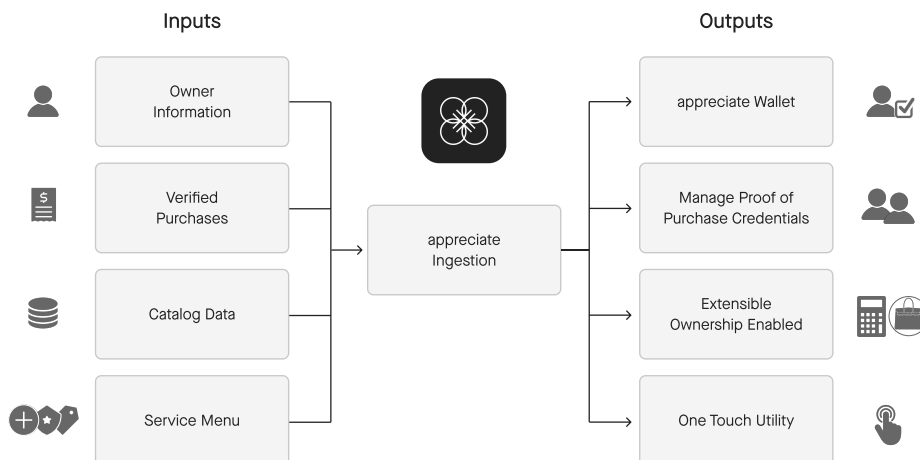 Inputs
Outputs
Owner
Information
Verified
Purchases
Catalog Data
Service Menu
appreciate
Ingestion
appreciate Wallet
Manage Proof of
Purchase Credentials
Extensible
Ownership Enabled
One Touch Utility
$